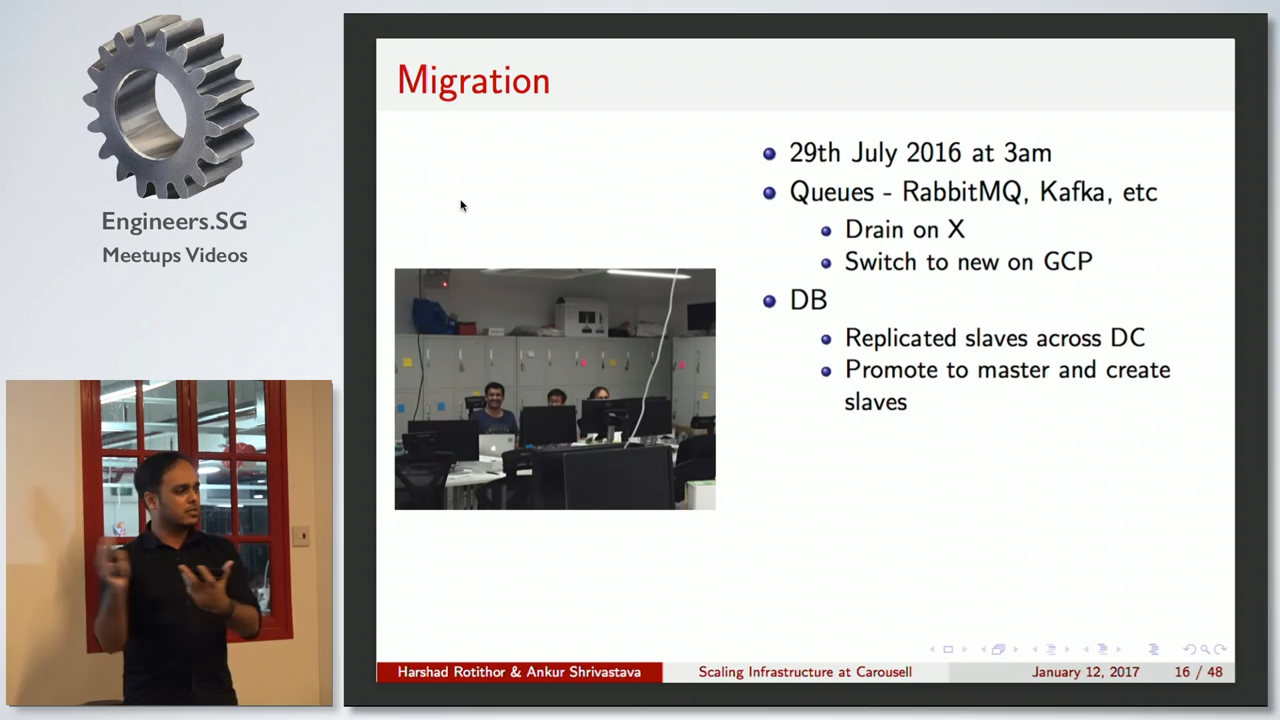 Engineers.SG
Meetups Videos
Migration
29th July 2016 at 3am
Queues - RabbitMQ, Kafka, etc
Drain on X
Switch to new on GCP
DB
Replicated slaves across DC
Promote to master and create
slaves
Harshad Rotithor & Ankur Shrivastava
Scaling Infrastructure at Carousell
January 12, 2017
16 / 48